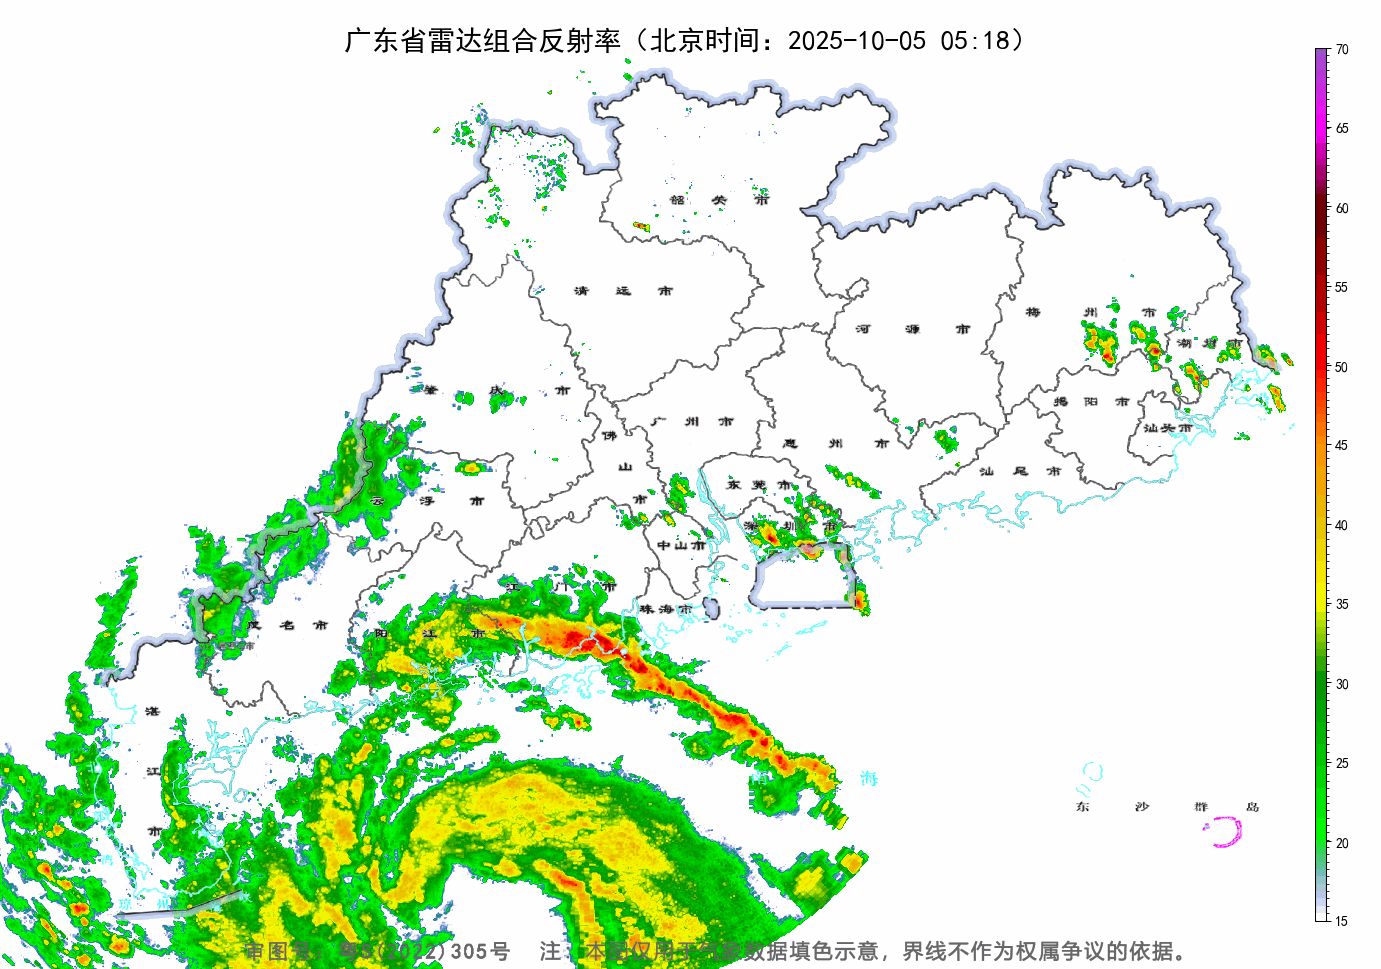 广东省雷达组合反射率（北京时间：2025-10-05 05:18）
70
65
60
55
50
45
40
35
30
25
20
15
韶关市
清远市
河源市
梅州市
潮州市
肇庆市
广州市
佛山市
惠州市
揭阳市
汕头市
汕尾市
云浮市
东莞市
深圳市
中山市
江门市
珠海市
茂名市
阳江市
湛江市
南海
东沙群岛
琼州海峡
审图号：粤S(2022)305号 注：本图仅用于气象数据填色示意，界线不作为权属争议的依据。